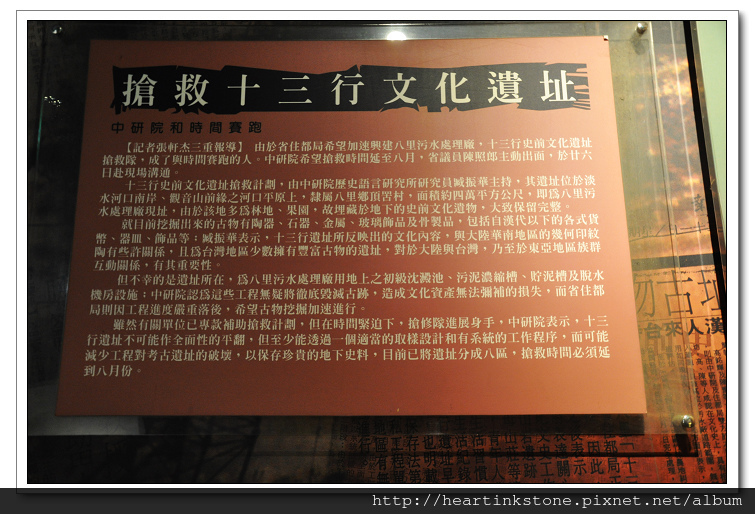 搶救十三行文化遺址
中研院和時間賽跑
【記者張軒杰三重報導】 由於省住都局希望加速興建八里污水處理廠，十三行史前文化遺址
搶救隊，成了與時間賽跑的人。中研院希望搶救時間延至八月，省議員陳照郎主動出面，於廿六
日赴現場溝通。
十三行史前文化遺址搶救計劃，由中研院歷史語言研究所研究員臧振華主持，其遺址位於淡
水河口南岸、觀音山前緣之河口平原上，隸屬八里鄉頂罟村，面積約四萬平方公尺，即為八里污
水處理廠現址，由於該地多為林地、果園，故埋藏於地下的史前文化遺物，大致保留完整。
就目前挖掘出來的古物有陶器、石器、金屬、玻璃飾品及骨製品，包括自漢代以下的各式貨
幣、器皿、飾品等；臧振華表示，十三行遺址所反映出的文化內容，與大陸華南地區的幾何印紋
陶有些許關係，且為台灣地區少數擁有豐富古物的遺址，對於大陸與台灣，乃至於東亞地區族群
互動關係，有其重要性。
但不幸的是遺址所在，為八里污水處理廠用地上之初級沈澱池、污泥濃縮槽、貯泥槽及脫水
機房設施；中研院認為這些工程無疑將徹底毀滅古跡，造成文化資產無法彌補的損失，而省住都
局則因工程進度嚴重落後，希望古物挖掘加速進行。
雖然有關單位已專款補助搶救計劃，但在時間緊迫下，搶修隊進展身手，中研院表示，十三
行遺址不可能作全面性的平翻，但至少能透過一個適當的取樣設計和有系統的工作程序，而可能
減少工程對考古遺址的破壞，以保存珍貴的地下史料，目前已將遺址分成八區，搶救時間必須延
到八月份。
漢人來台
http://heartinkstone.pixnet.net/album